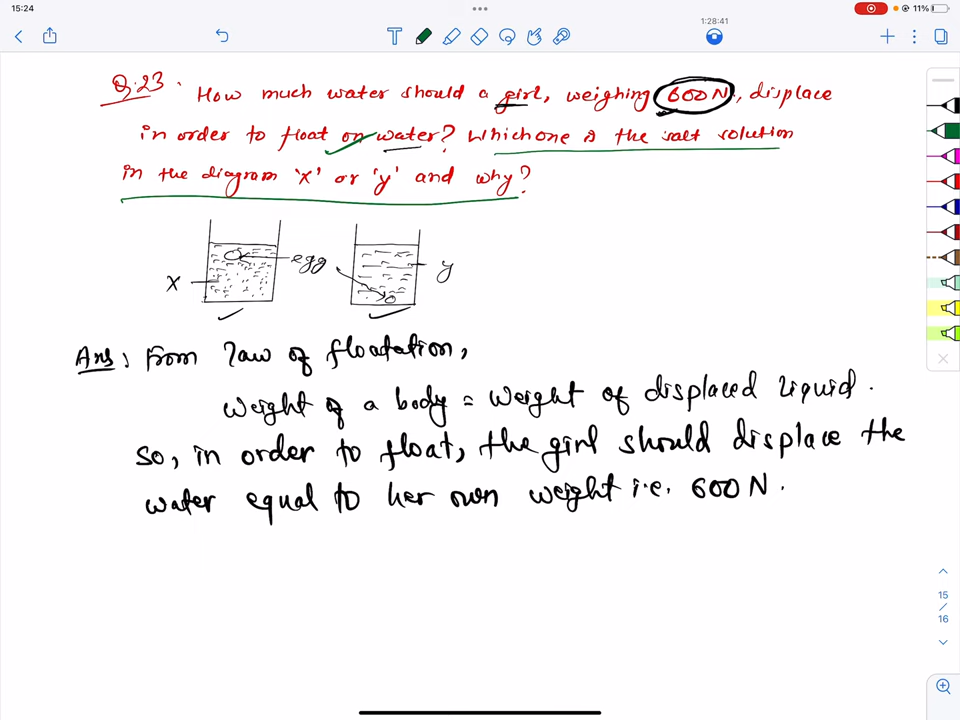 15:24
11%
1:28:41
Q.23. How much water should a girl, weighing 600 N, displace
in order to float on water? Which one is the salt solution
in the diagram 'x' or 'y' and why?
egg
x
y
Ans: From law of floatation,
weight of a body = weight of displaced liquid.
so, in order to float, the girl should displace the
water equal to her own weight i.e. 600 N.
15
/
16